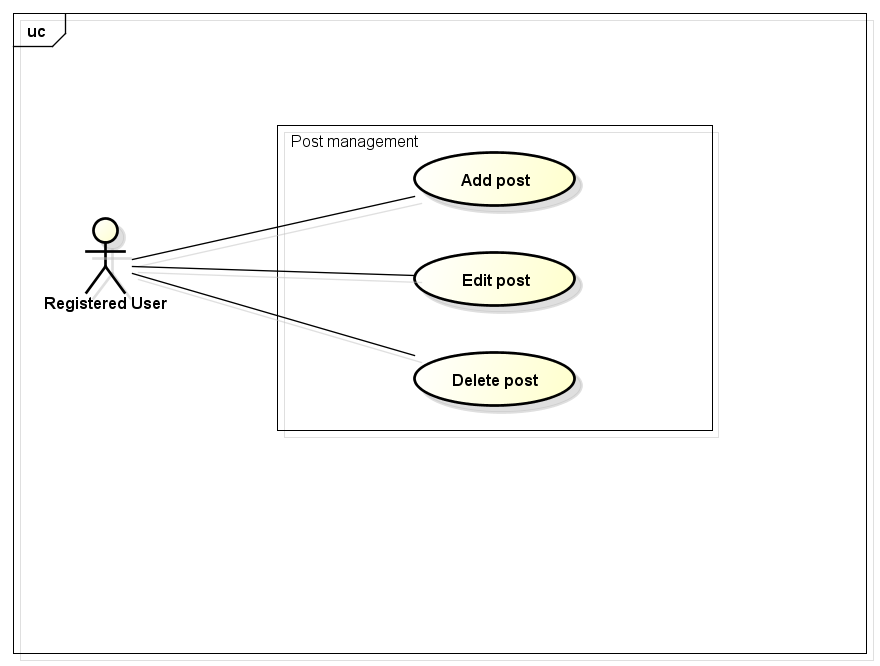 uc
Post management
Add post
Edit post
Registered User
Delete post